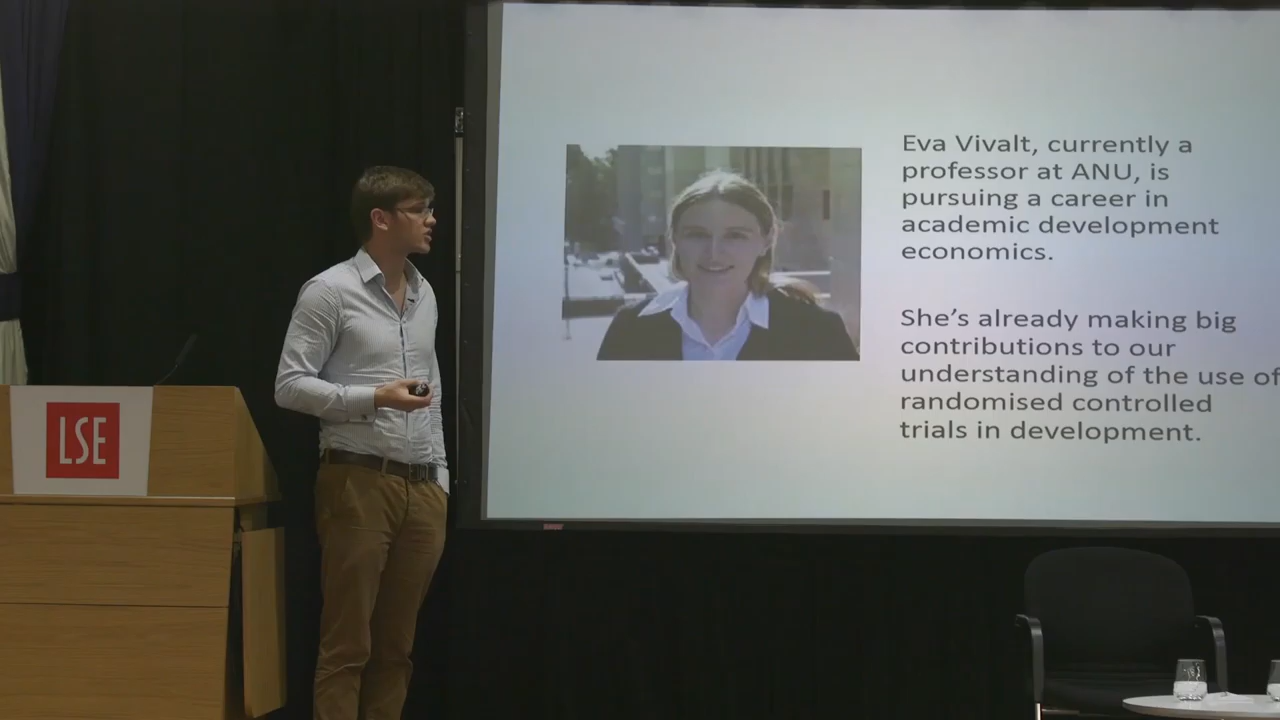 LSE
Eva Vivalt, currently a
professor at ANU, is
pursuing a career in
academic development
economics.
She's already making big
contributions to our
understanding of the use of
randomised controlled
trials in development.